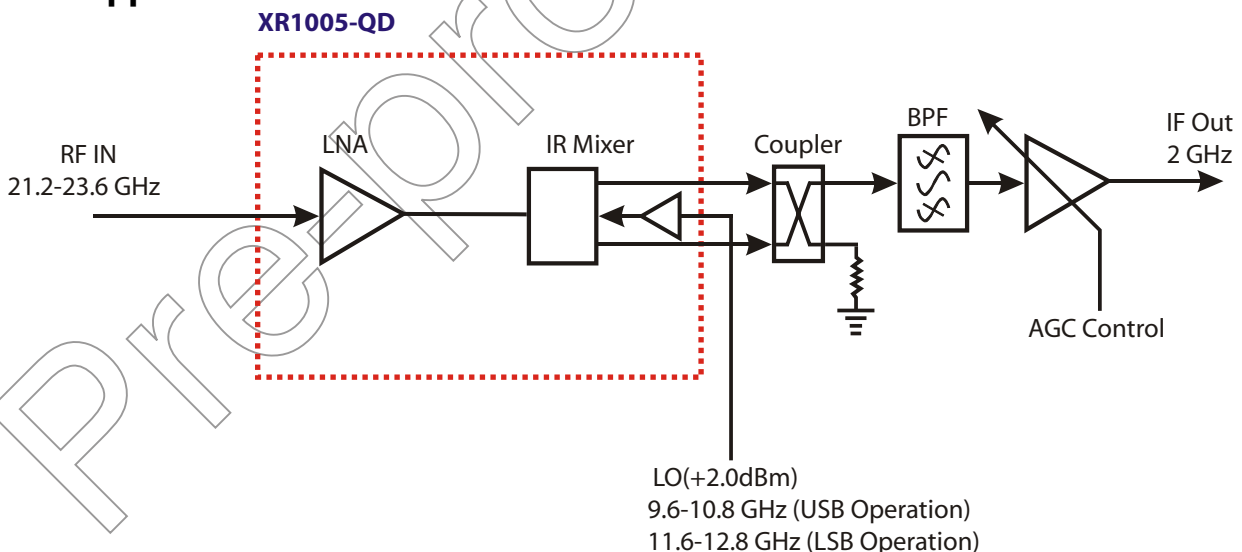 XR1005-QD
RF IN
21.2-23.6 GHz
LNA
IR Mixer
Coupler
BPF
IF Out
2 GHz
AGC Control
LO(+2.0dBm)
9.6-10.8 GHz (USB Operation)
11.6-12.8 GHz (LSB Operation)